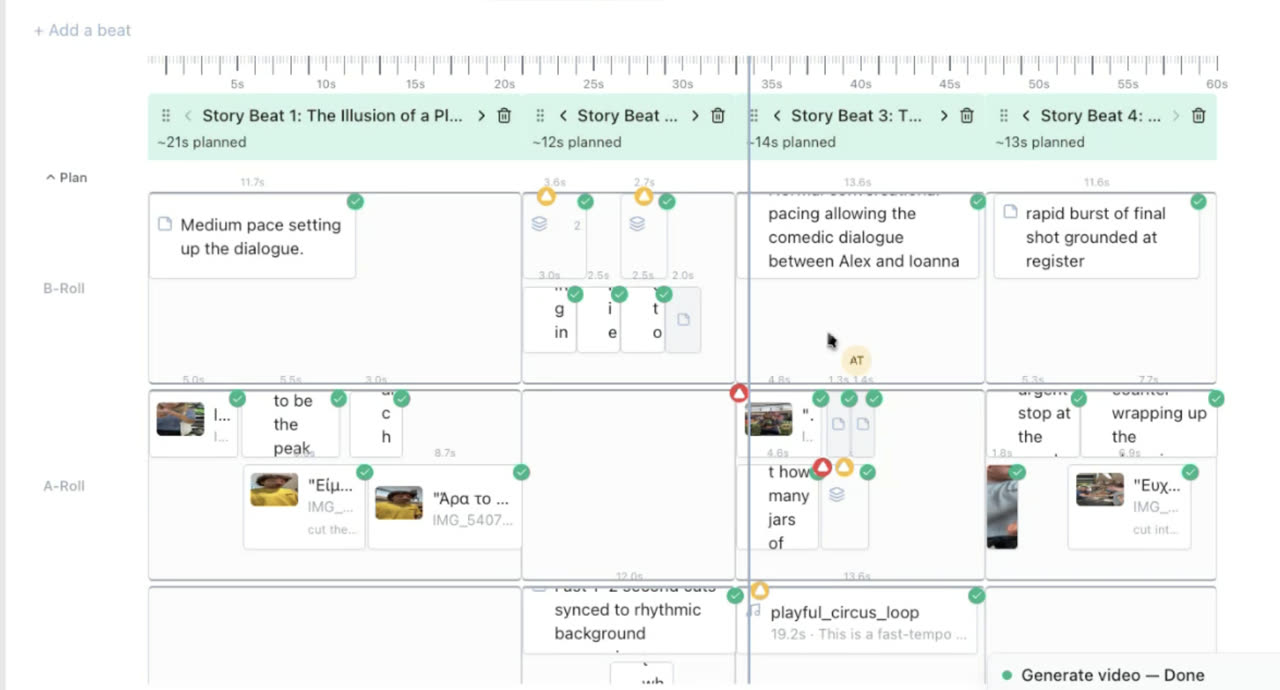 + Add a beat
5s 10s 15s 20s 25s 30s 35s 40s 45s 50s 55s 60s
Story Beat 1: The Illusion of a Pl...
~21s planned
Story Beat ...
~12s planned
Story Beat 3: T...
~14s planned
Story Beat 4: ...
~13s planned
Plan
11.7s
3.6s
2.7s
13.6s
11.6s
B-Roll
Medium pace setting
up the dialogue.
2
pacing allowing the
comedic dialogue
between Alex and Ioanna
rapid burst of final
shot grounded at
register
3.0s
2.5s
2.5s
2.0s
g
in
i
e
t
o
AT
A-Roll
5.0s
5.5s
3.0s
4.8s
1.3s
1.4s
5.3s
7.7s
I...
I...
to be
the
peak
c
h
".
I..
urgent
stop at
the
counter
wrapping up
the
8.7s
4.6s
1.8s
6.9s
"Είμ...
IMG_...
cut the...
"Άρα το ...
IMG_5407...
t how
many
jars
of
"Ευχ...
IMG_...
cut int...
12.0s
13.6s
synced to rhythmic
background
wh
playful_circus_loop
19.2s · This is a fast-tempo ...
Generate video — Done